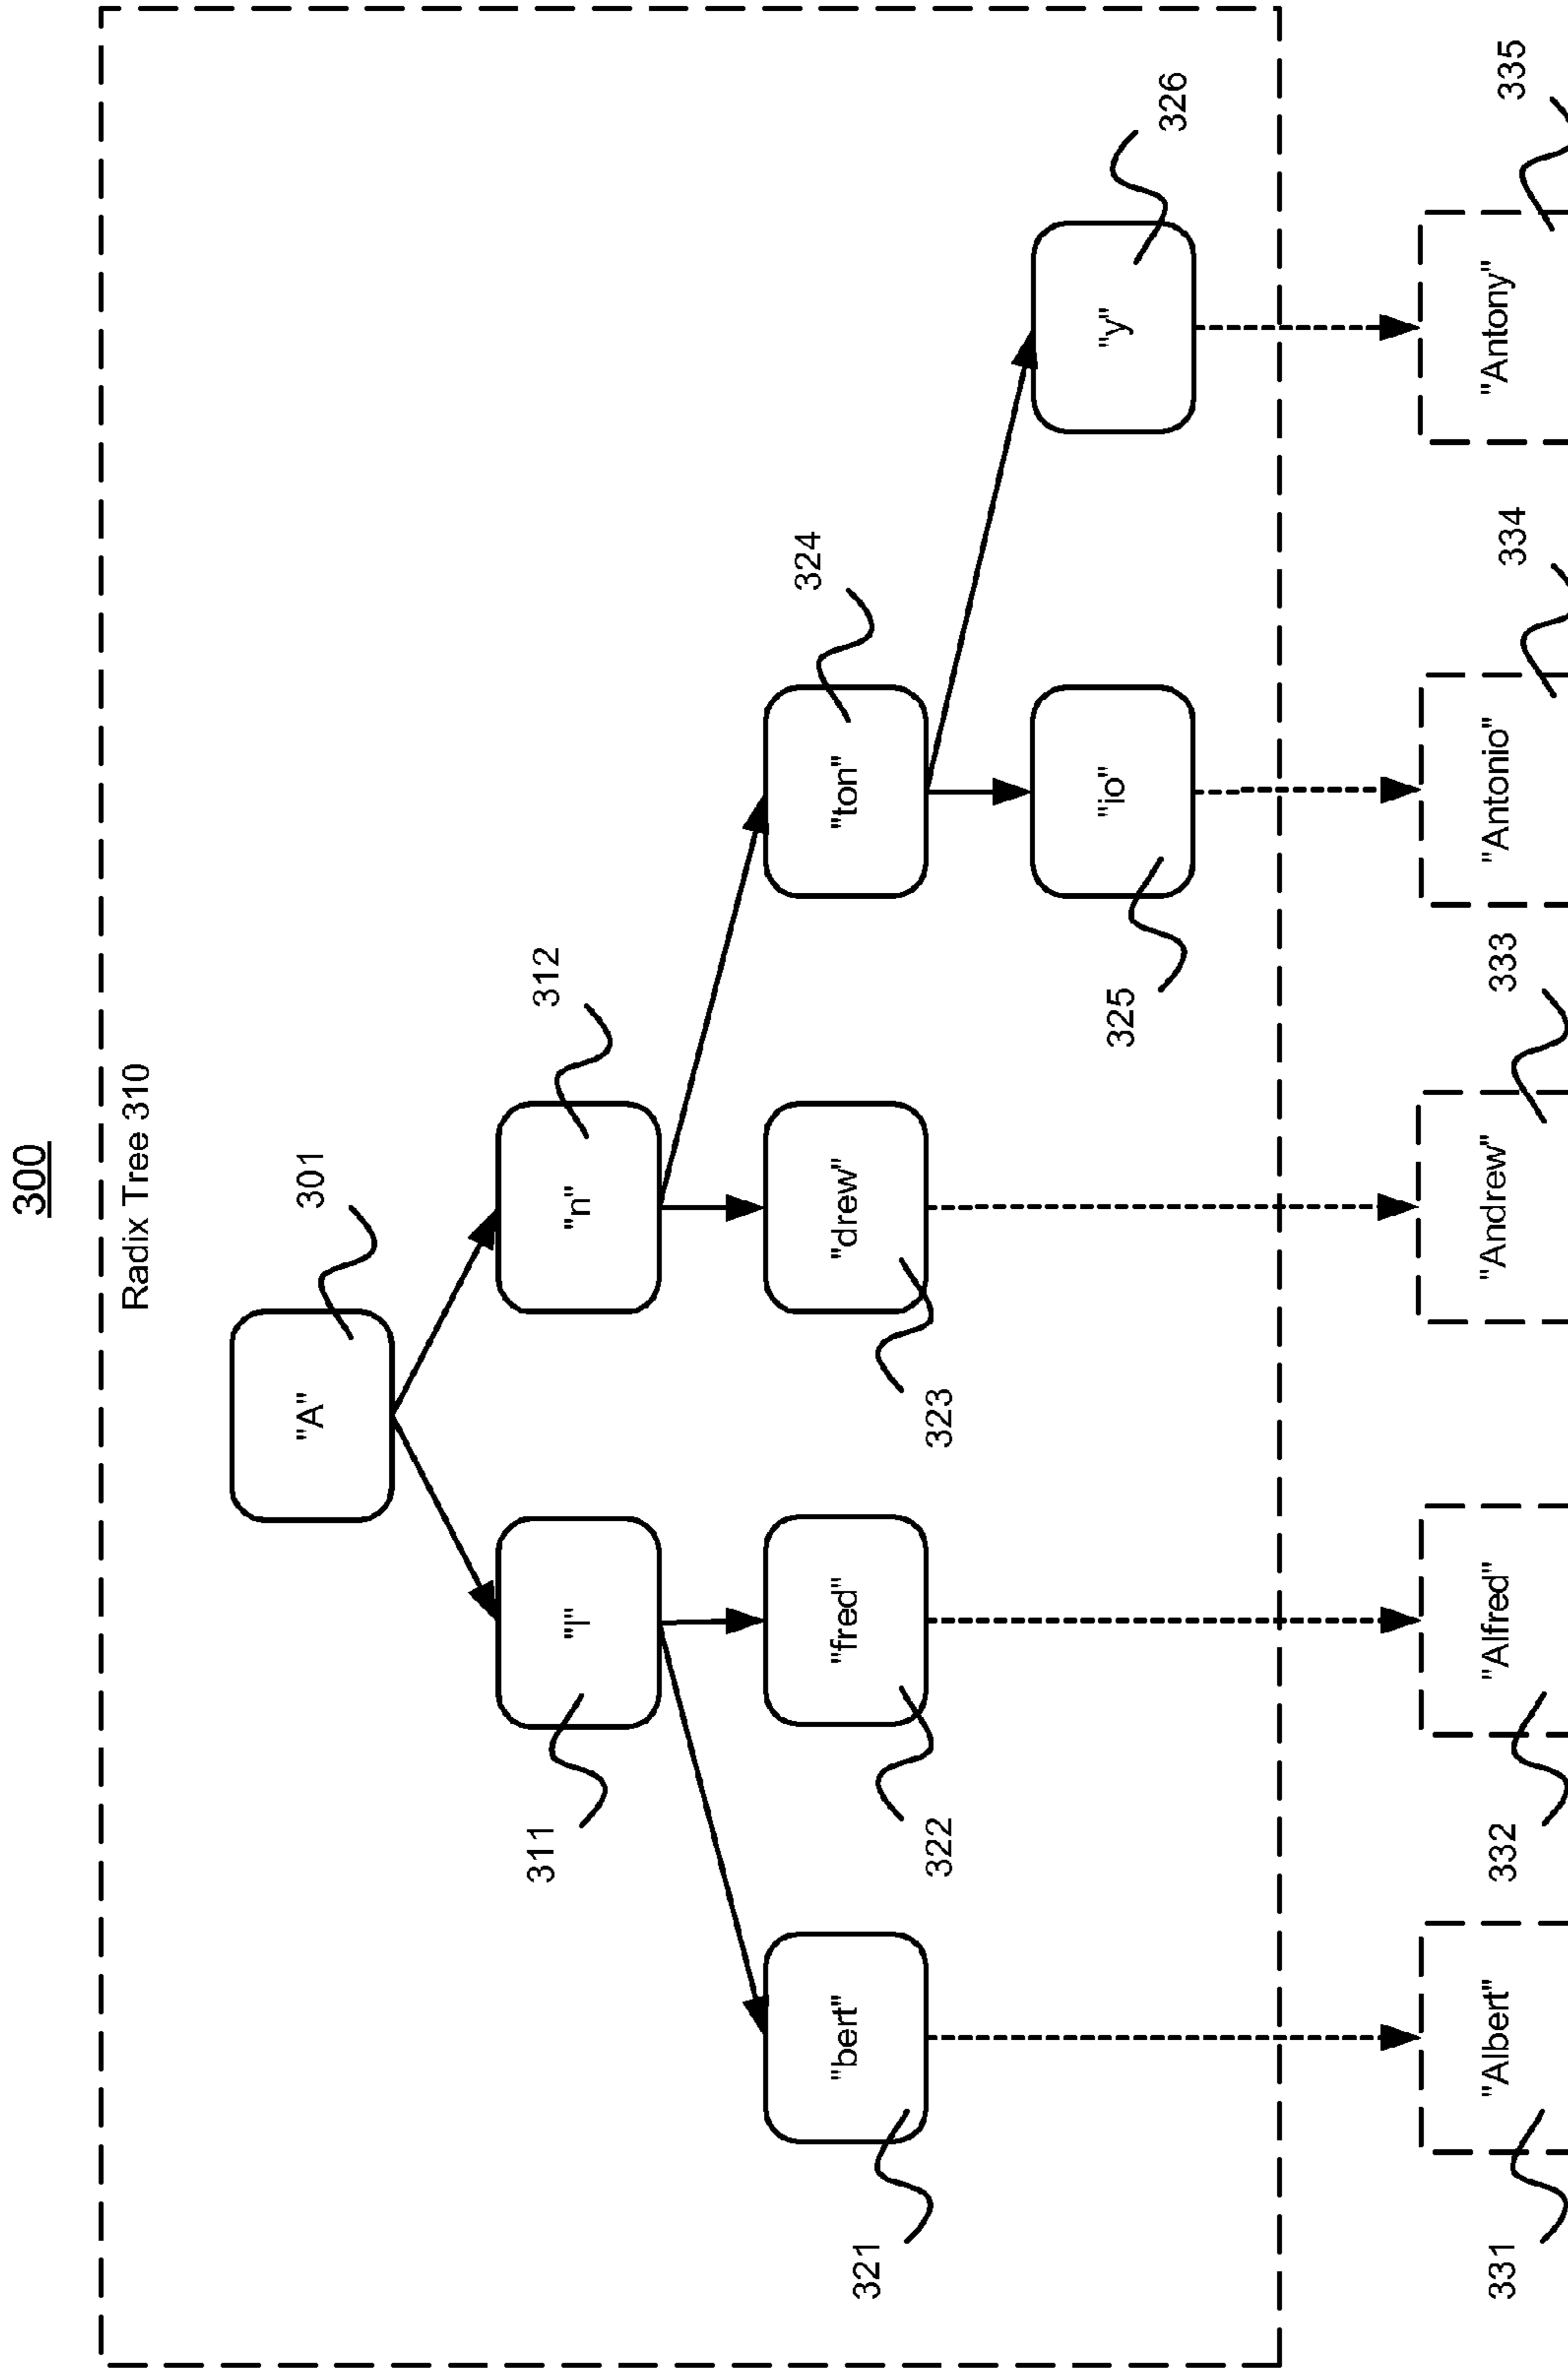 300
Radix Tree 310
"A"
301
311
"l"
"n"
312
321
"bert"
322
"fred"
323
"drew"
"ton"
324
325
"io"
"y"
326
331
"Albert"
332
"Alfred"
"Andrew"
333
"Antonio"
334
"Antony"
335